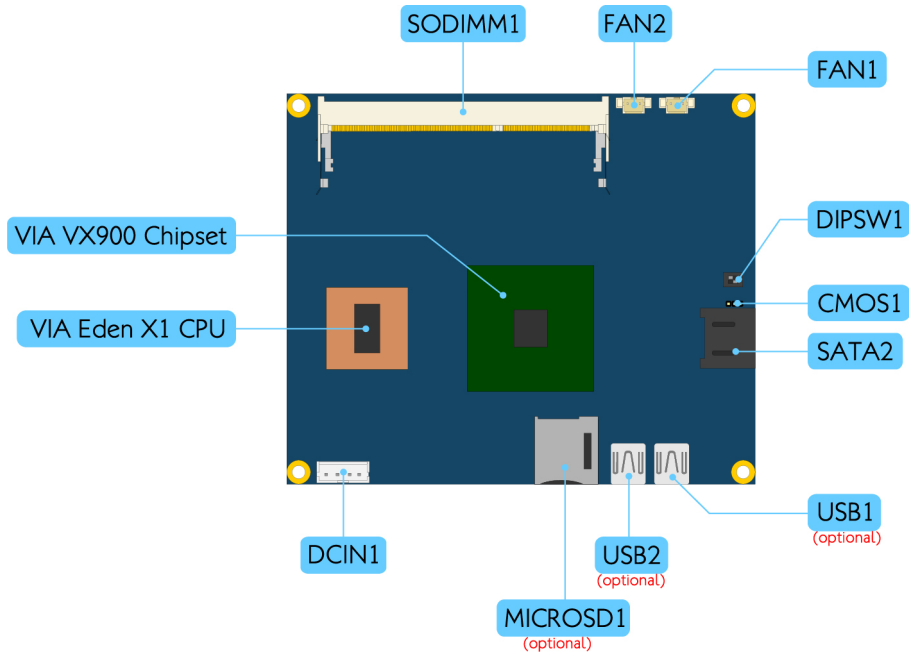 SODIMM1
FAN2
FAN1
VIA VX900 Chipset
DIPSW1
VIA Eden X1 CPU
CMOS1
SATA2
DCIN1
USB2
(optional)
USB1
(optional)
MICROSD1
(optional)